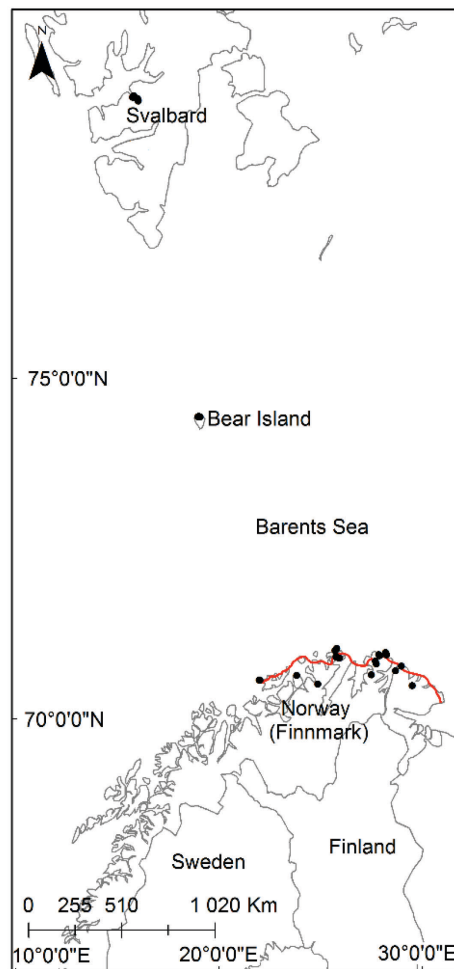 N
Svalbard
75°0'0"N
Bear Island
Barents Sea
70°0'0"N
Norway
(Finnmark)
Sweden
Finland
0 255 510 1 020 Km
10°0'0"E 20°0'0"E 30°0'0"E